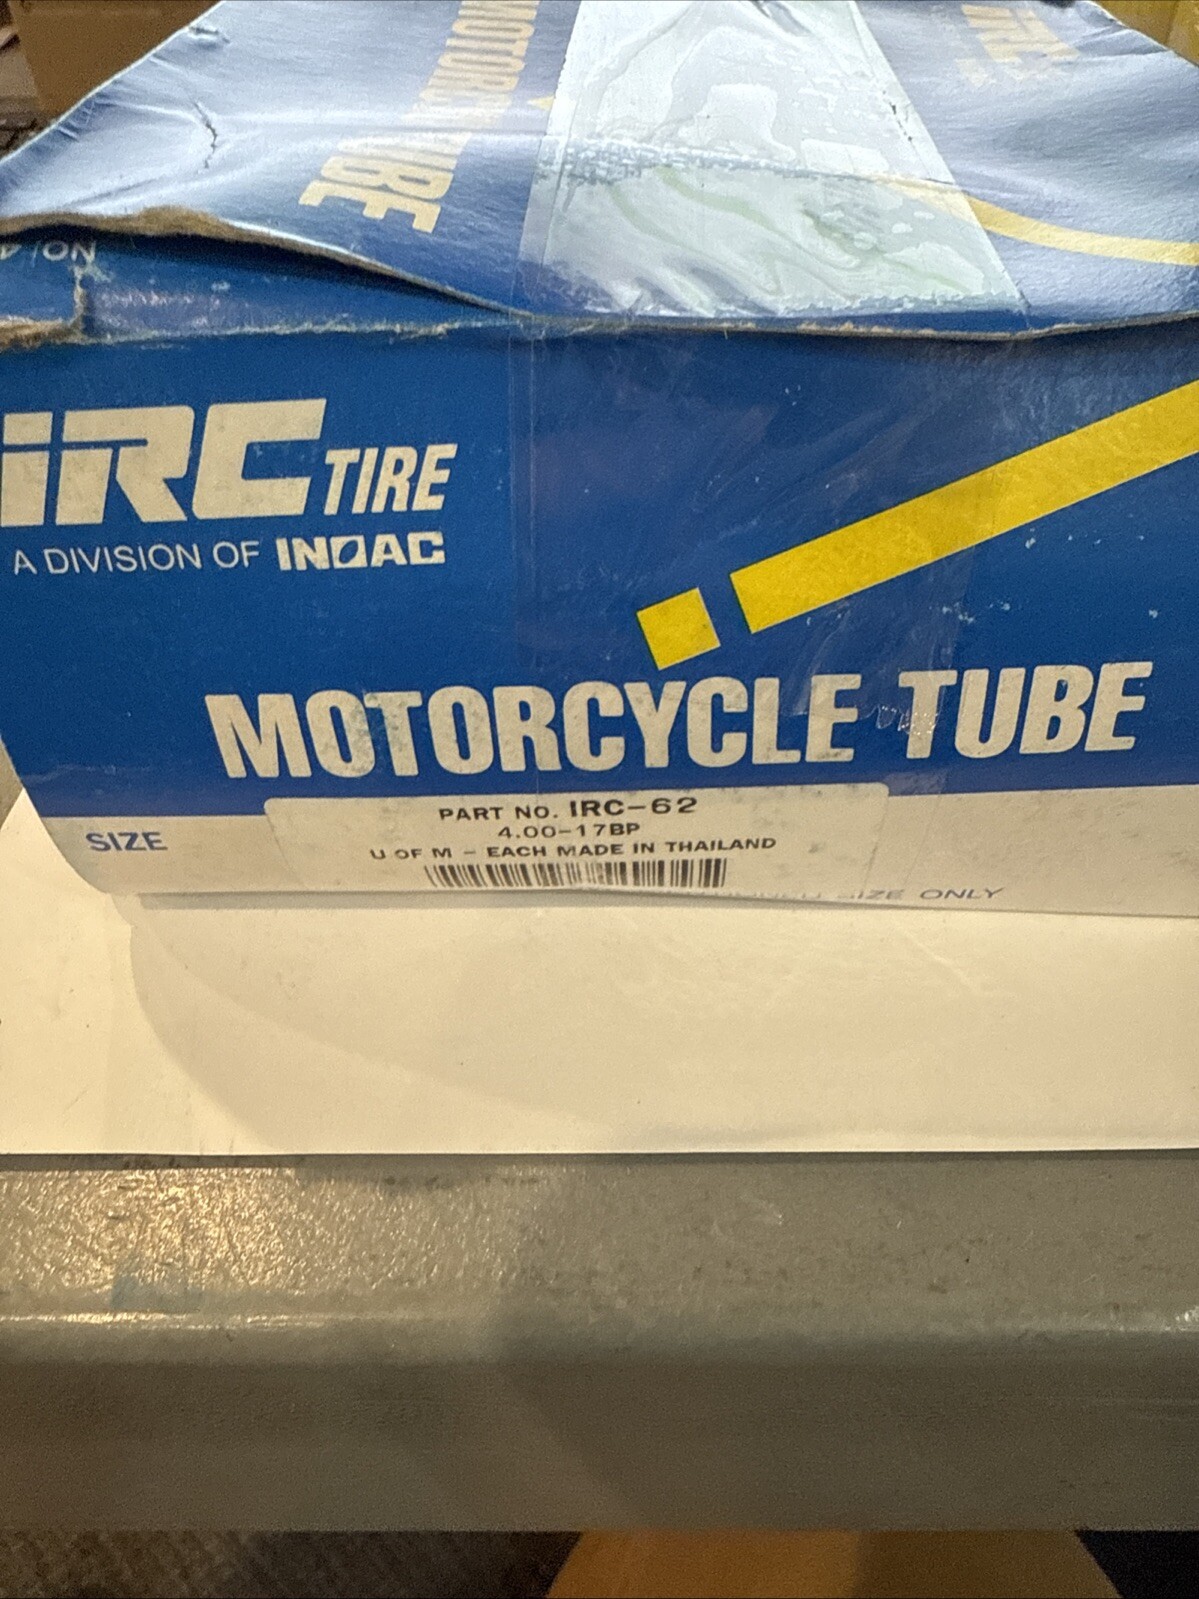 MOTORCYCLE
TUBE
iRC
iRC TIRE
A DIVISION OF INOAC
MOTORCYCLE TUBE
SIZE
PART NO. IRC-62
4.00-17BP
U OF M - EACH MADE IN THAILAND
SIZE ONLY